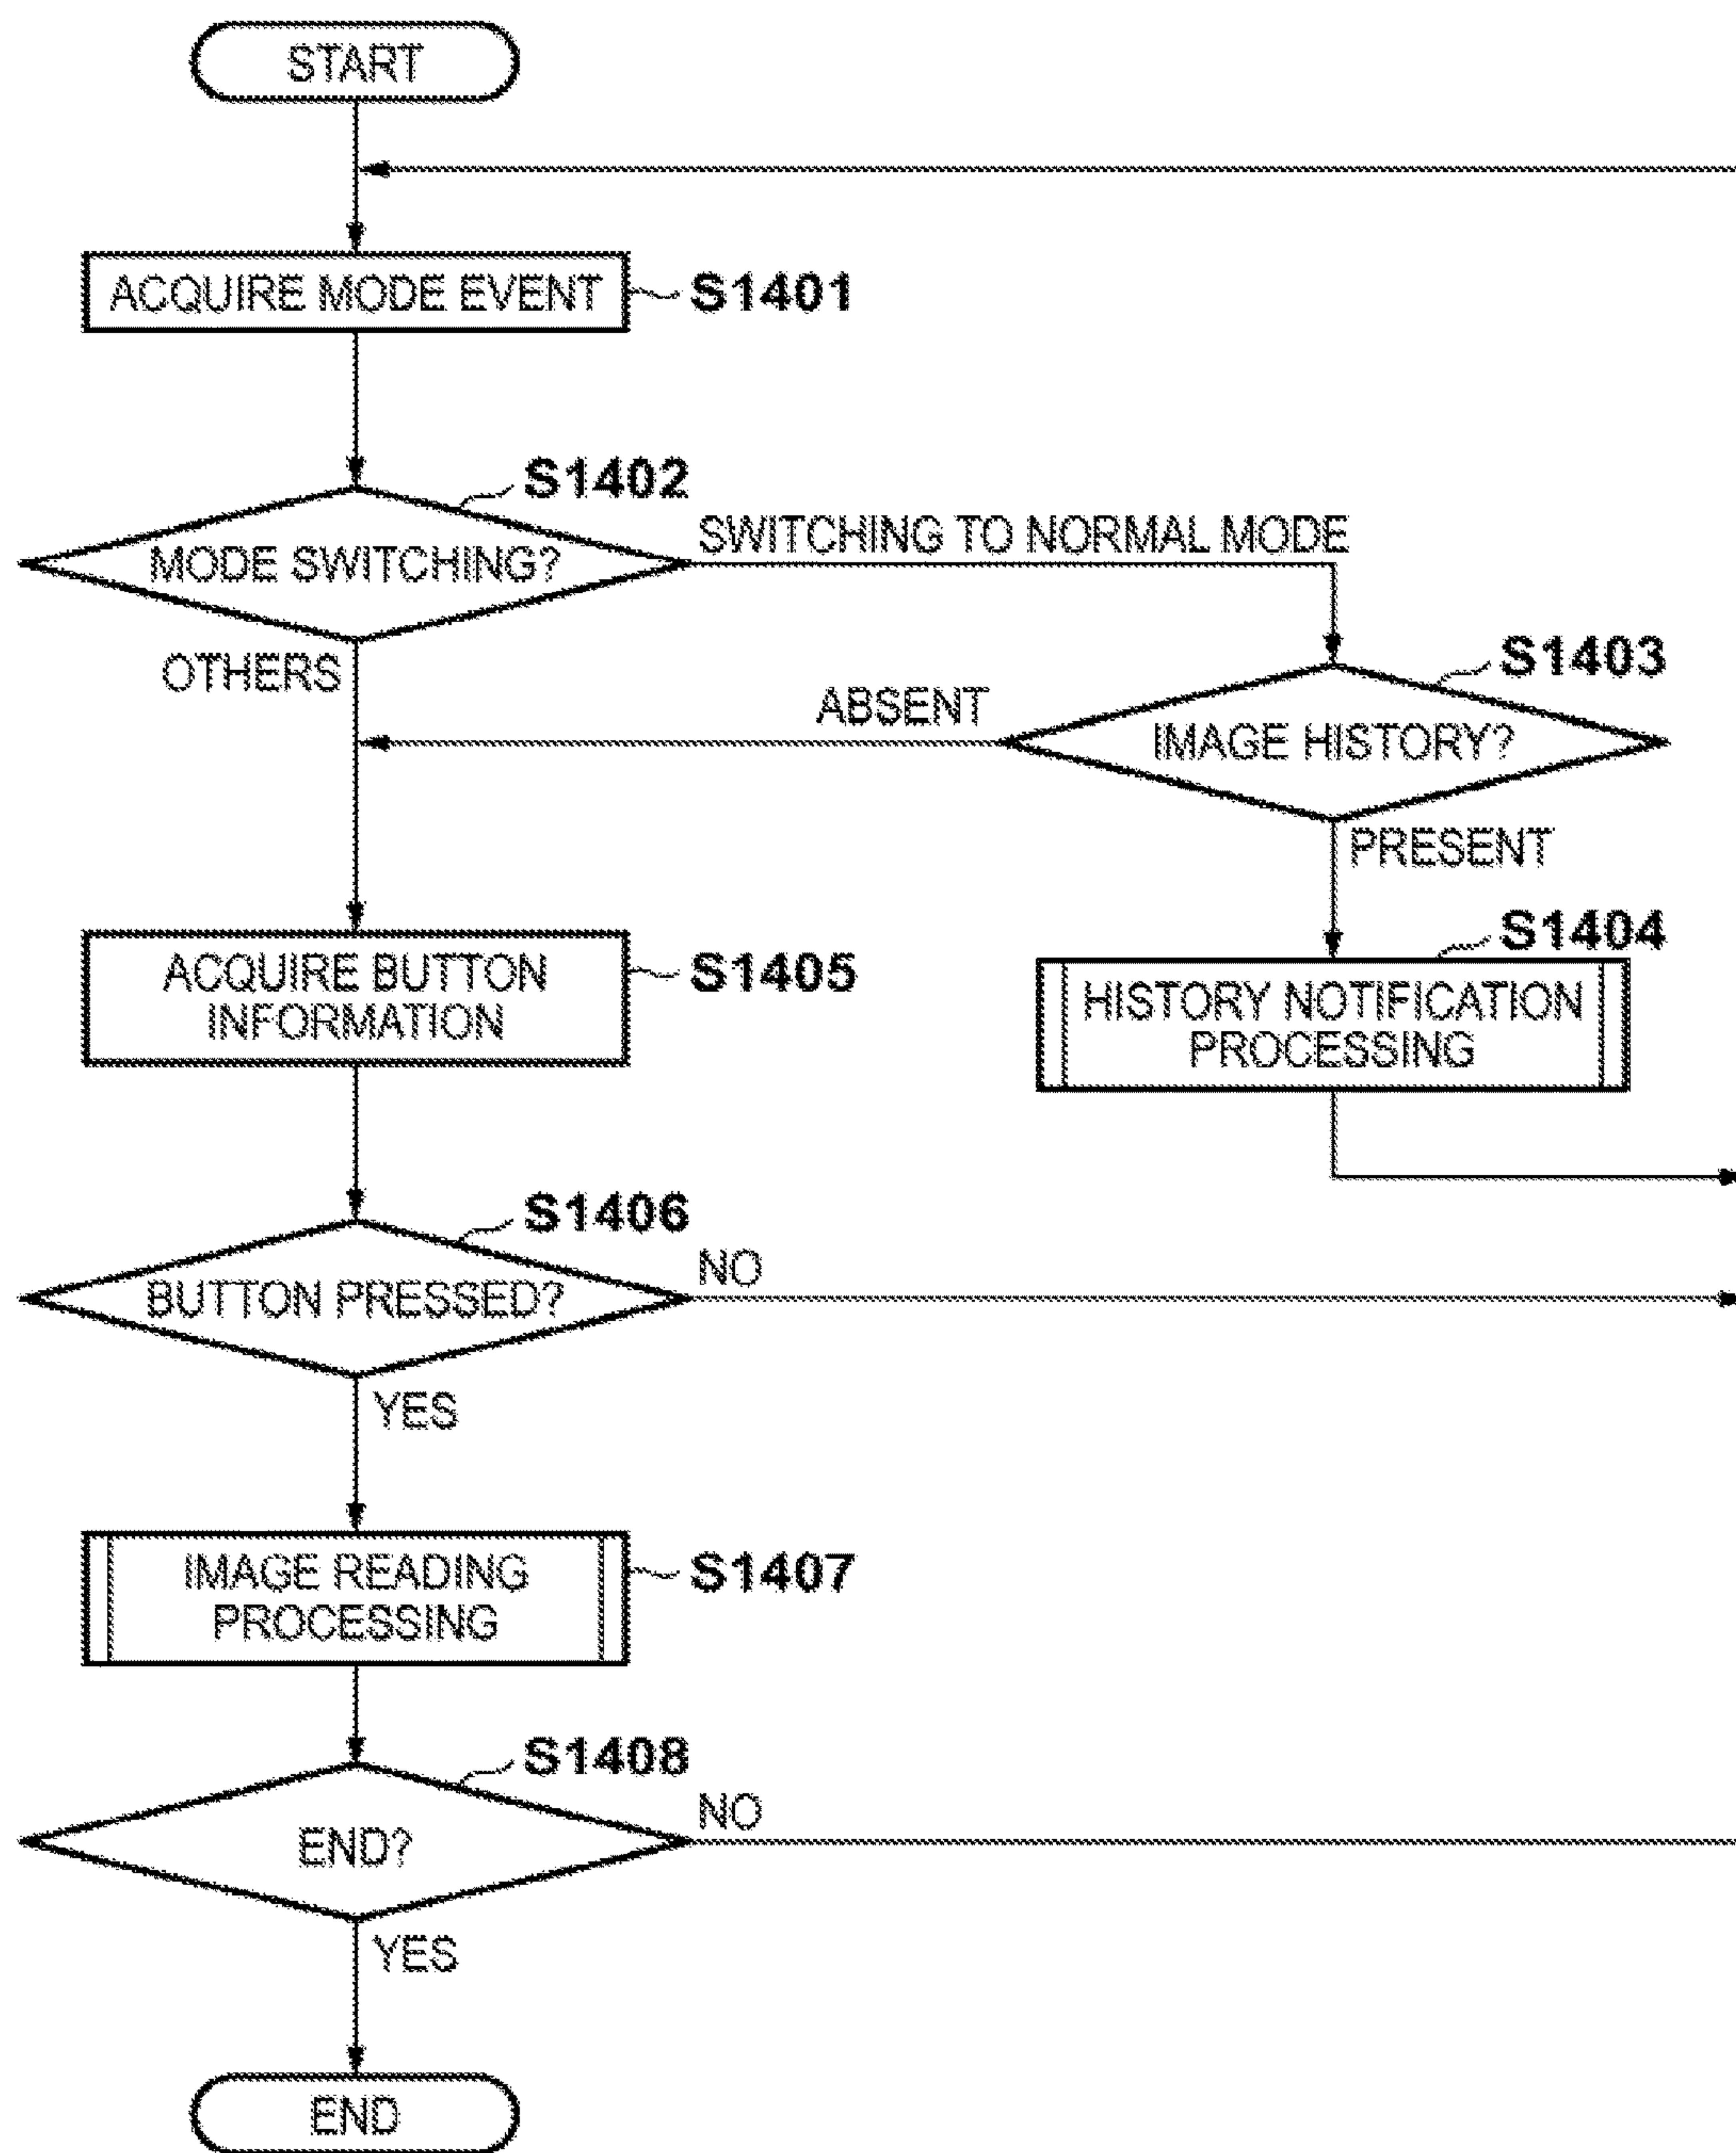 START
ACQUIRE MODE EVENT
S1401
S1402
MODE SWITCHING?
SWITCHING TO NORMAL MODE
OTHERS
S1403
IMAGE HISTORY?
ABSENT
PRESENT
S1404
HISTORY NOTIFICATION
PROCESSING
ACQUIRE BUTTON
INFORMATION
S1405
S1406
BUTTON PRESSED?
NO
YES
IMAGE READING
PROCESSING
S1407
S1408
END?
NO
YES
END